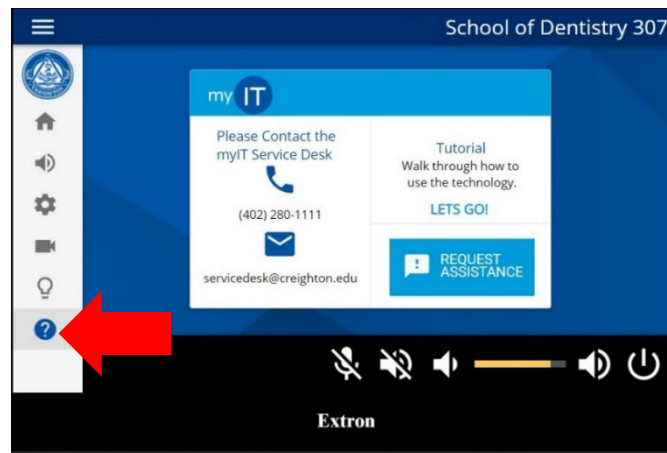 School of Dentistry 307
my IT
Please Contact the
myIT Service Desk
(402) 280-1111
servicedesk@creighton.edu
Tutorial
Walk through how to
use the technology.
LETS GO!
REQUEST
ASSISTANCE
?
Extron